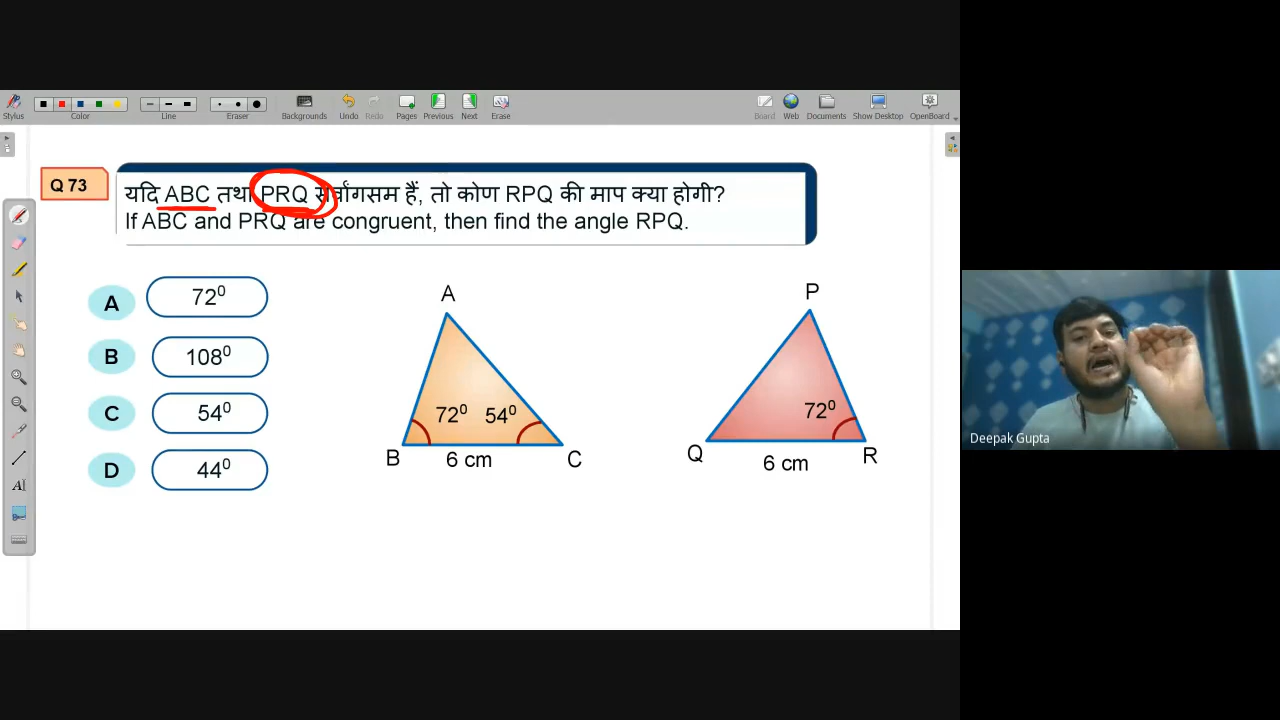 Stylus
Color
Line
Eraser
Backgrounds
Undo
Redo
Pages
Previous
Next
Erase
Board
Web
Documents
Show Desktop
OpenBoard
Q 73
यदि ABC तथा PRQ सर्वांगसम हैं, तो कोण RPQ की माप क्या होगी?
If ABC and PRQ are congruent, then find the angle RPQ.
A 72⁰
B 108⁰
C 54⁰
D 44⁰
A
72⁰ 54⁰
B 6 cm C
P
72⁰
Q 6 cm R
Deepak Gupta